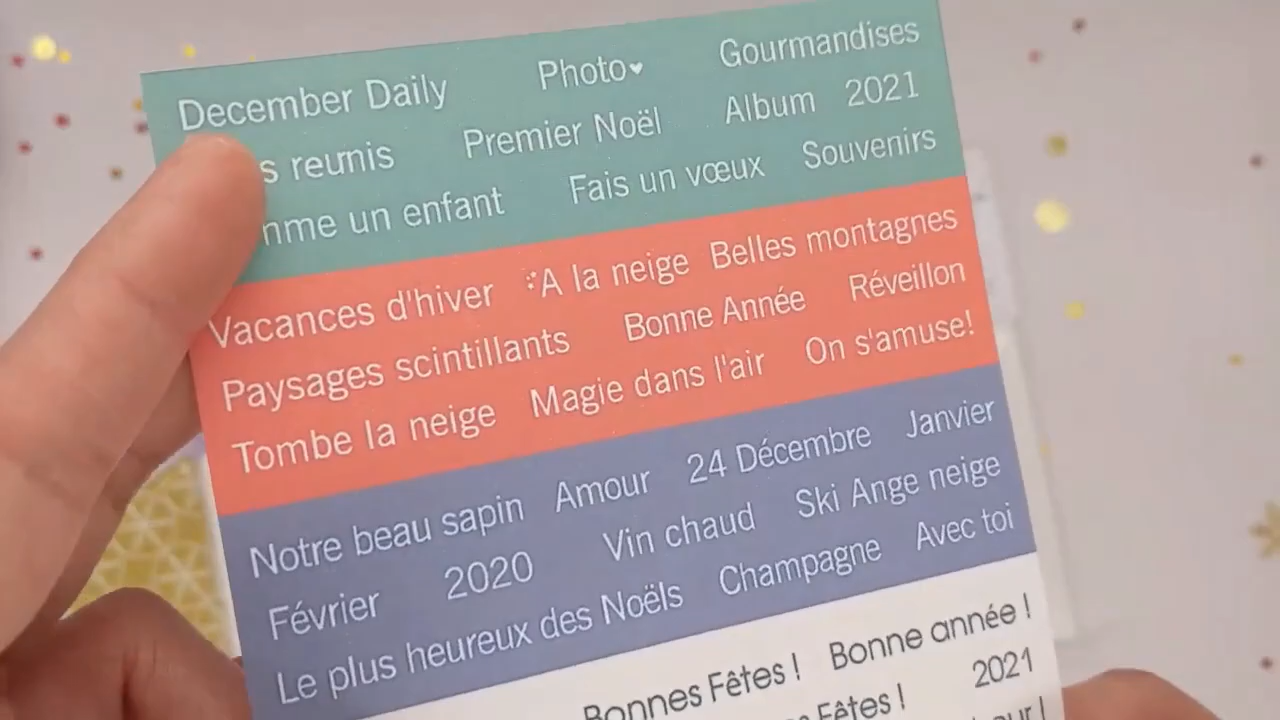 December Daily Photo♥ Gourmandises
reunis Premier Noël Album 2021
un enfant Fais un vœux Souvenirs
Vacances d'hiver A la neige Belles montagnes
Paysages scintillants Bonne Année Réveillon
Tombe la neige Magie dans l'air On s'amuse!
Notre beau sapin Amour 24 Décembre Janvier
Février 2020 Vin chaud Ski Ange neige
Le plus heureux des Noëls Champagne Avec toi
Bonnes Fêtes ! Bonne année !
Fêtes ! 2021